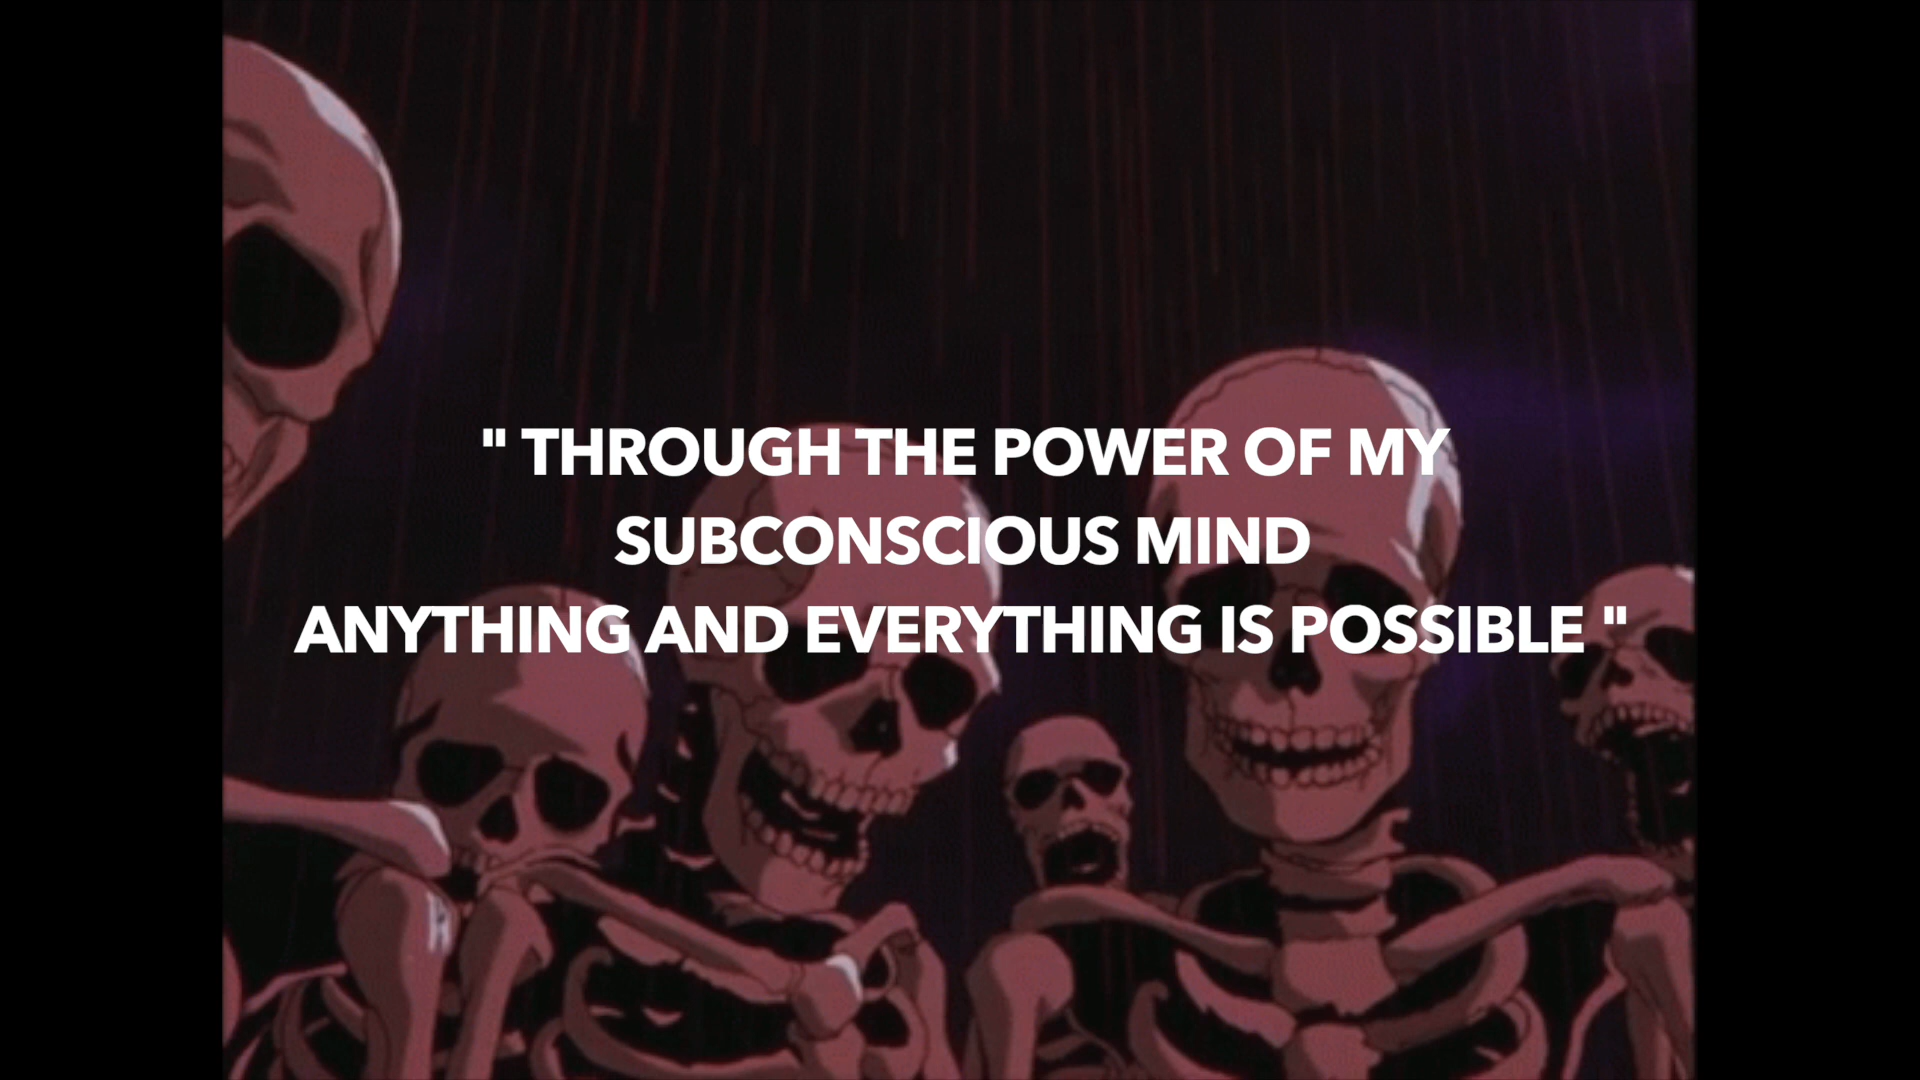 " THROUGH THE POWER OF MY
SUBCONSCIOUS MIND
ANYTHING AND EVERYTHING IS POSSIBLE "